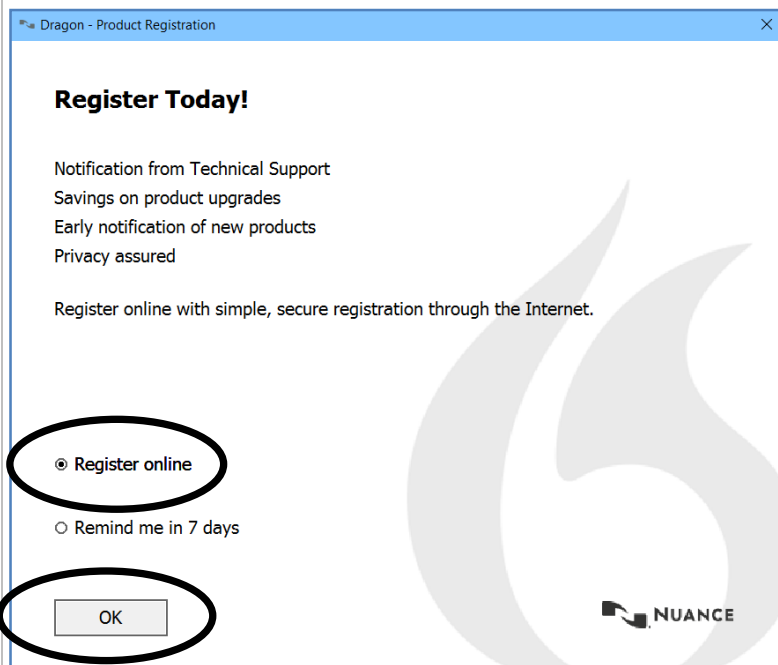 Dragon - Product Registration
Register Today!
Notification from Technical Support
Savings on product upgrades
Early notification of new products
Privacy assured
Register online with simple, secure registration through the Internet.
Register online
Remind me in 7 days
OK
NUANCE